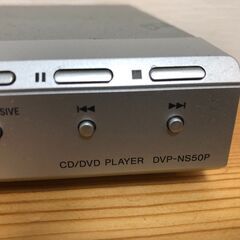 SIVE
CD/DVD PLAYER DVP-NS50P